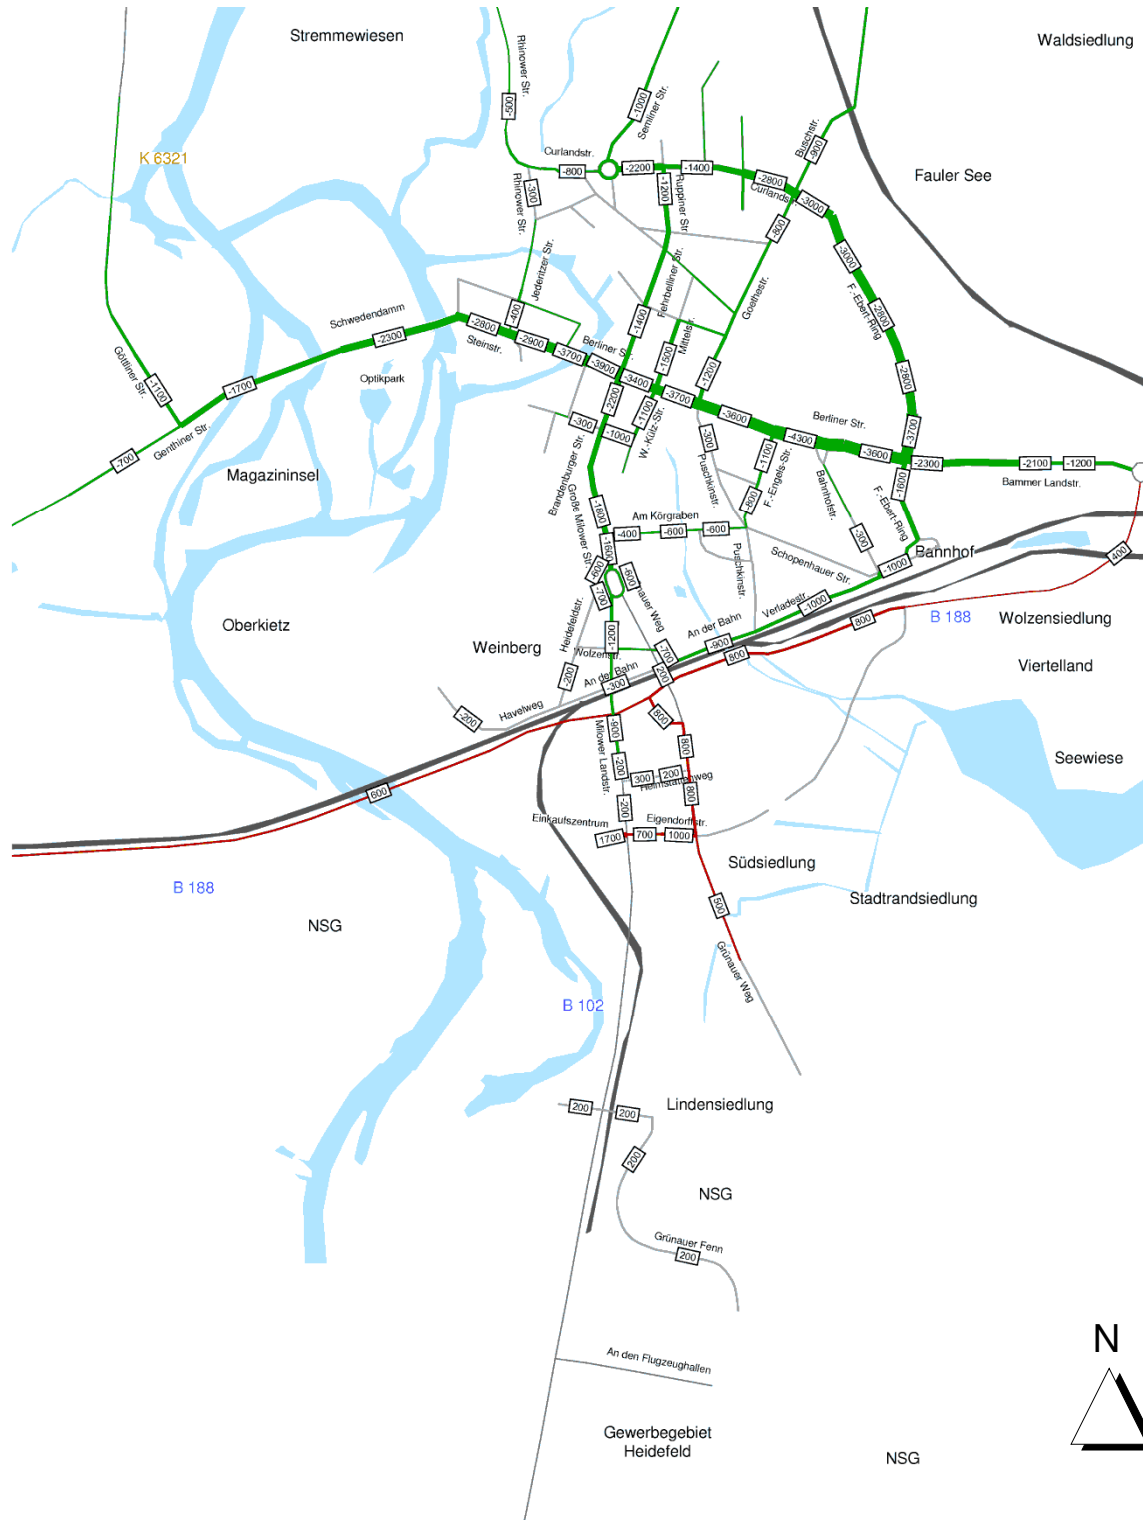 Stremmewiesen
Waldsiedlung
Rhinower Str.
-500
-1000
Semliner Str.
K 6321
Curlandstr.
-800
-2200
-1400
-2800
Curlands
-3000
Buschstr.
-900
Fauler See
-300
Rhinower Str.
-1200
Ruppiner Str.
-800
-3000
F.-Ebert-Ring
-2800
Jederitzer Str.
-400
Fehrbelliner Str.
-1400
Goethestr.
Schwedendamm
-2300
-2800
Steinstr.
-2900
-3700
Berliner S
-3900
-3400
Mittelstr.
-1500
-1200
-2800
Göttliner Str.
-1100
-1700
Optikpark
-2200
-3700
-3600
Berliner Str.
-4300
-3600
-3700
Genthiner Str.
-700
Magazininsel
Brandenburger Str.
-300
-1000
-1100
W.-Külz-Str.
-300
Puschkinstr.
-1100
F.-Engels-Str.
-800
Bahnhofstr.
-300
-2300
-2100
-1200
Bammer Landstr.
-1600
F.-Ebert-Ring
Große Milower Str.
-1800
-1600
Am Körgraben
-400
-600
-600
Puschkinstr.
Schopenhauer Str.
-1000
Bahnhof
400
-600
-700
-600
nauer Weg
Heidefeldstr.
Oberkietz
Weinberg
-1200
Wolzenstr.
-700
An der Bahn
-900
Verladestr.
-1000
800
B 188
Wolzensiedlung
Viertelland
An der Bahn
-300
200
800
-200
Havelweg
-200
-900
Milower Landstr.
-200
800
800
Seewiese
300
200
Heimstättenweg
800
600
-200
Einkaufszentrum
1700
700
Eigendorffstr.
1000
Südsiedlung
B 188
NSG
500
Stadtrandsiedlung
Grünauer Weg
B 102
200
200
Lindensiedlung
200
NSG
Grünauer Fenn
200
N
An den Flugzeughallen
Gewerbegebiet
Heidefeld
NSG